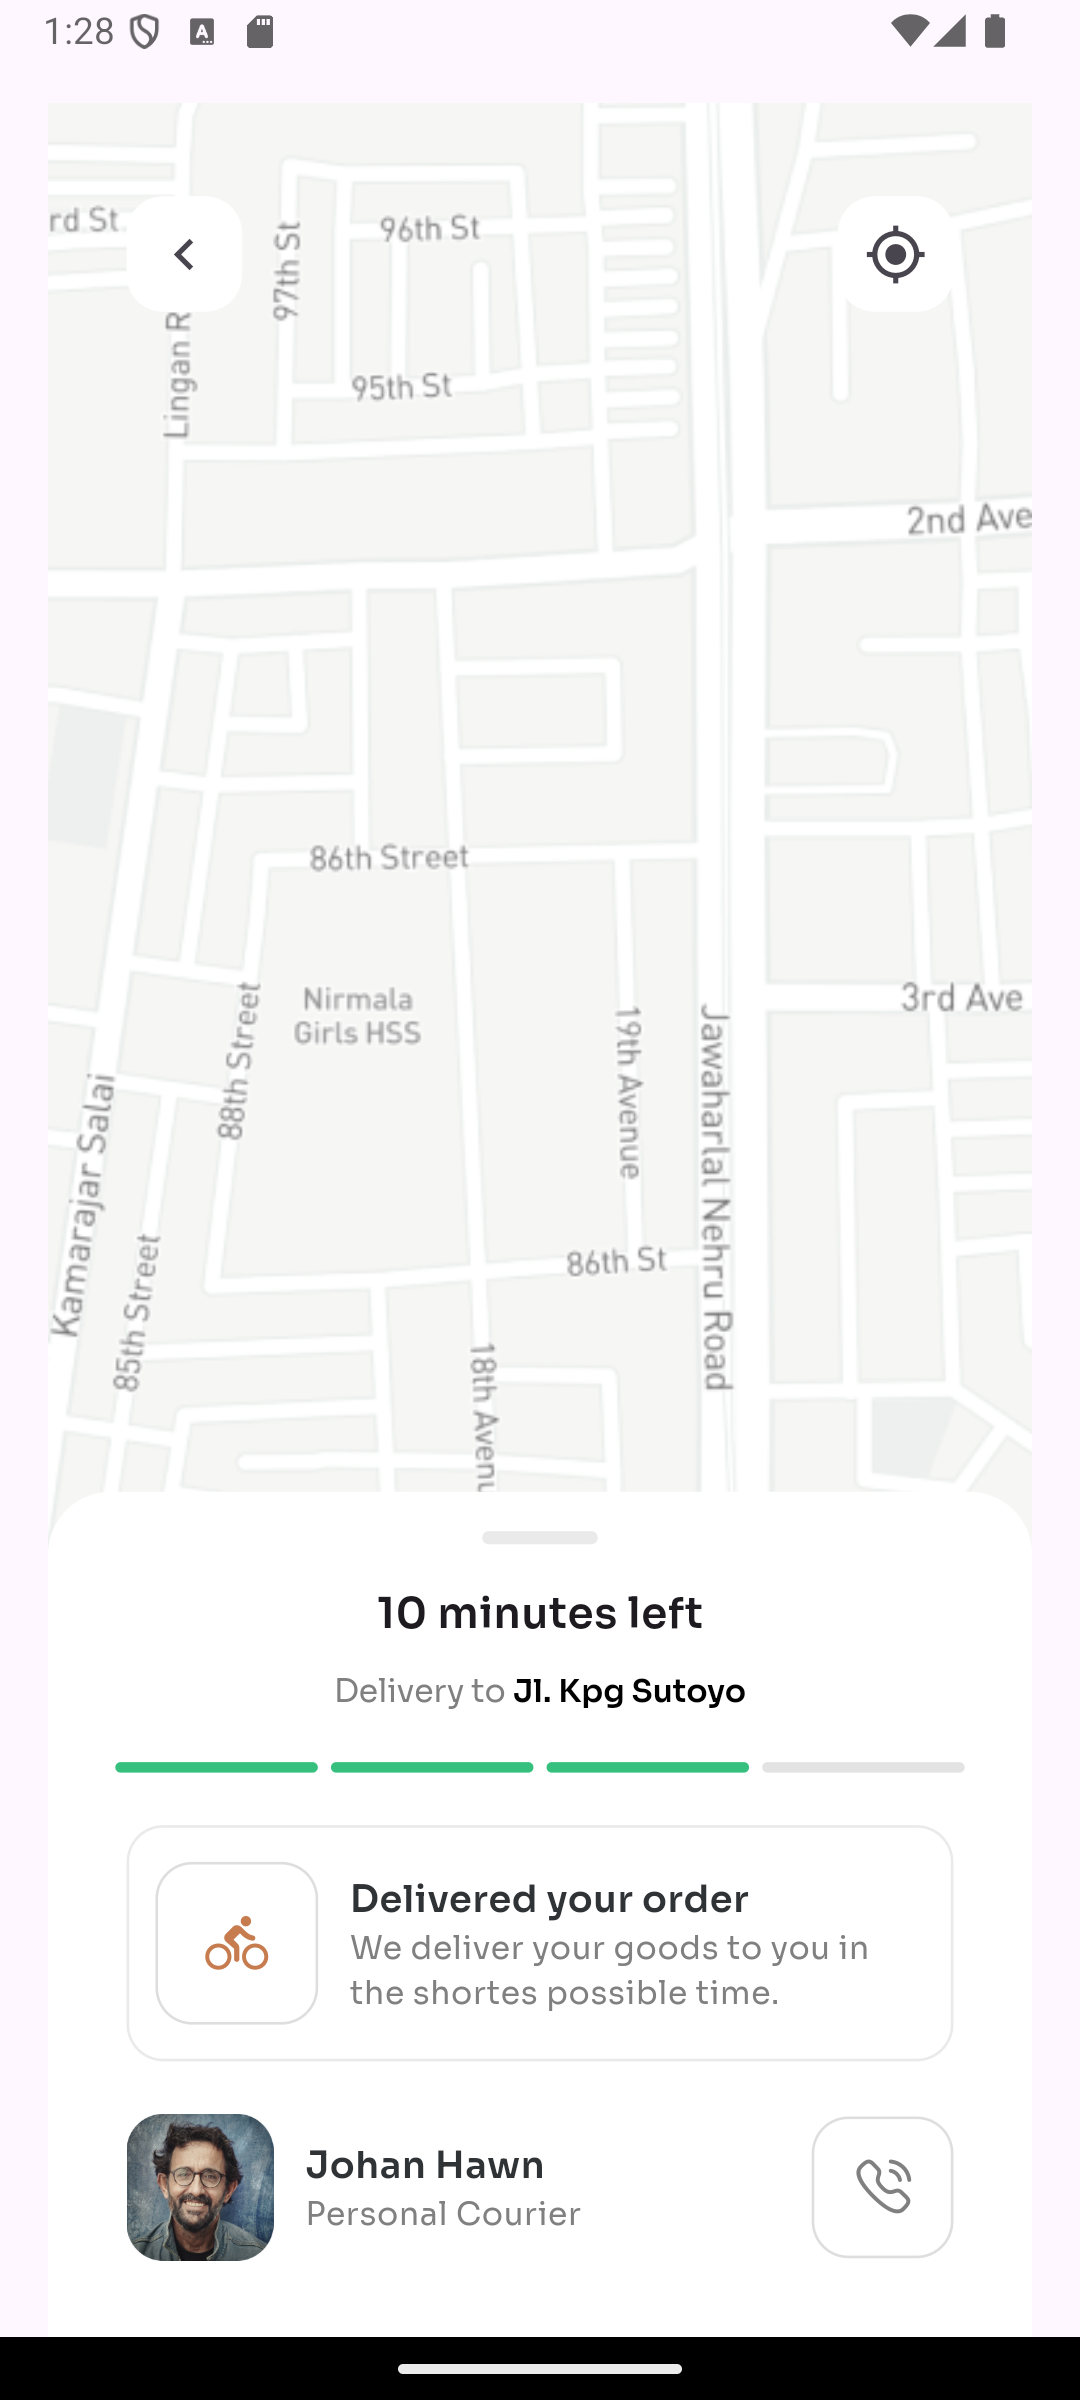 1:28
rd St.
97th St
96th St
Lingan R
95th St
2nd Ave
86th Street
Nirmala
Girls HSS
88th Street
19th Avenue
Jawaharlal Nehru Road
3rd Ave
Kamarajar Salai
85th Street
86th St
18th Avenu
10 minutes left
Delivery to Jl. Kpg Sutoyo
Delivered your order
We deliver your goods to you in
the shortes possible time.
Johan Hawn
Personal Courier